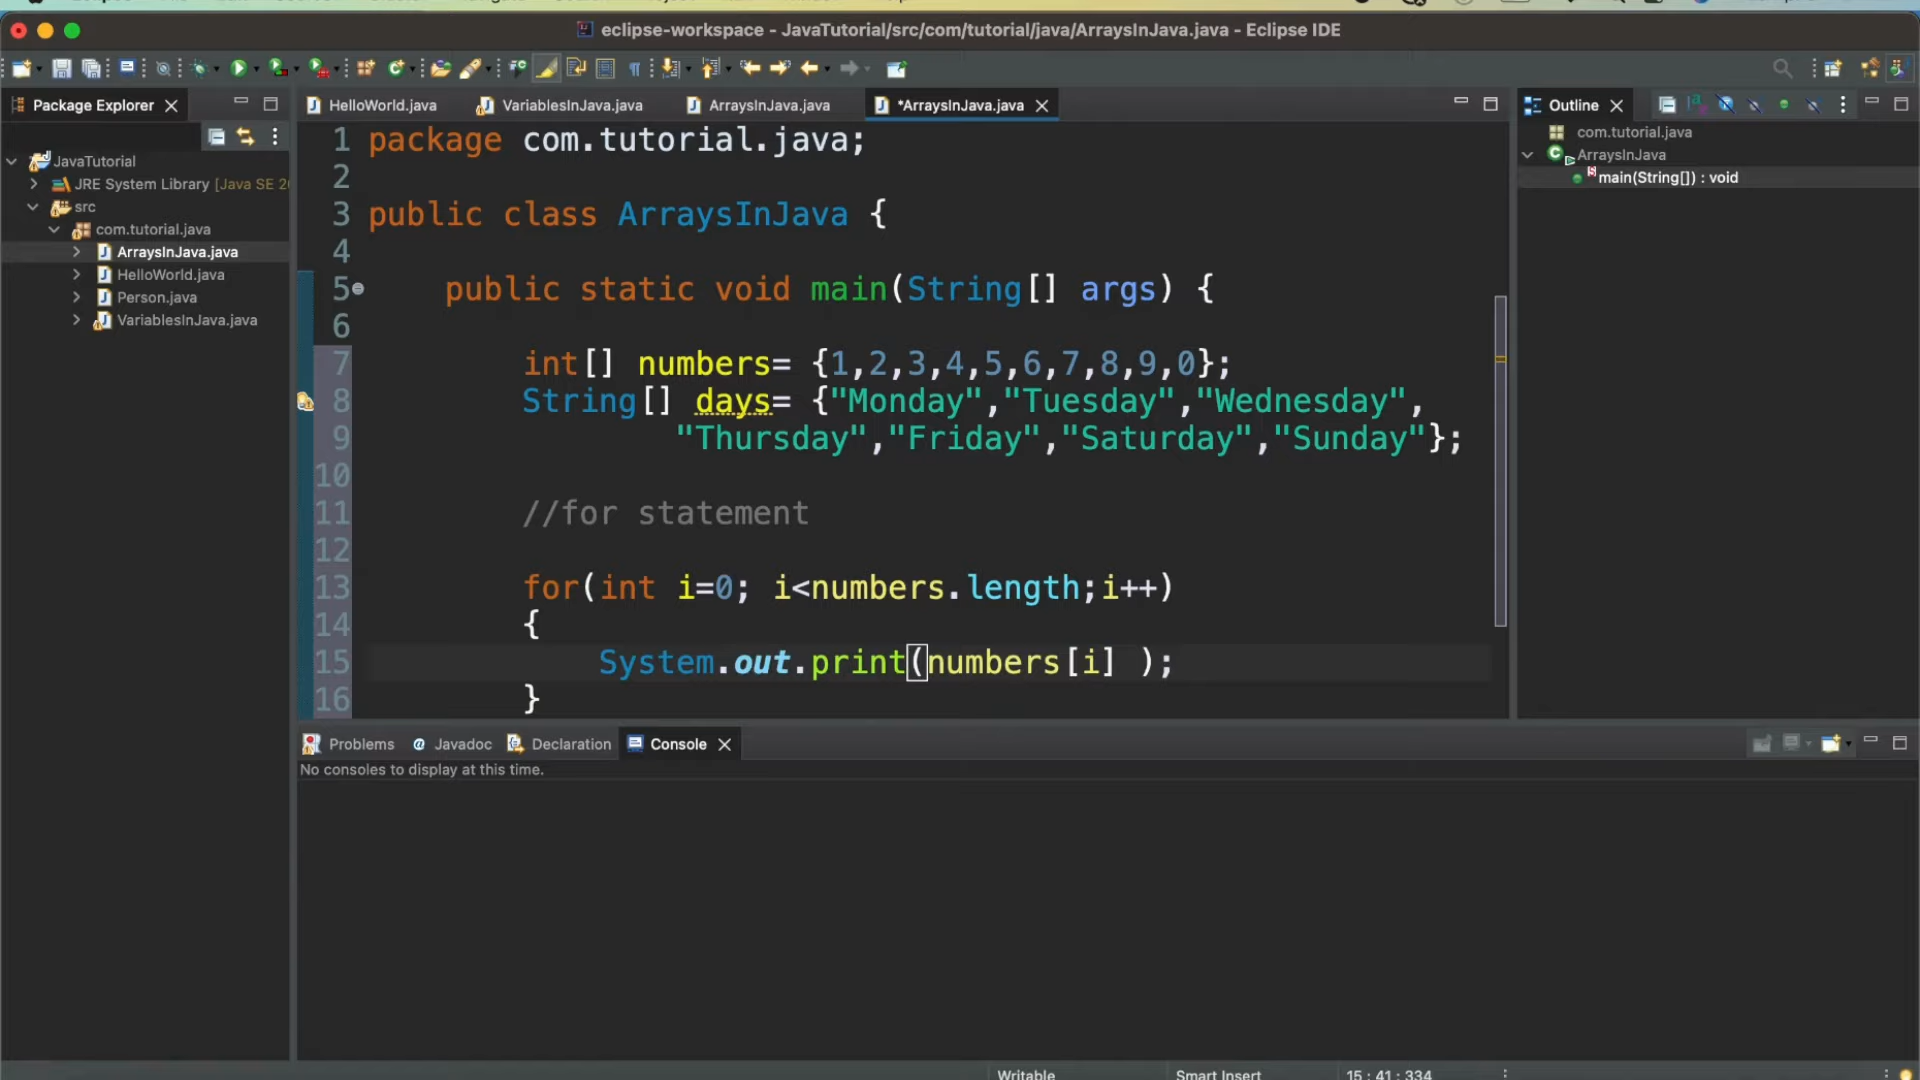 eclipse-workspace - JavaTutorial/src/com/tutorial/java/ArraysInJava.java - Eclipse IDE
Package Explorer
HelloWorld.java VariablesInJava.java ArraysInJava.java *ArraysInJava.java
Outline
JavaTutorial
JRE System Library [Java SE 20
src
com.tutorial.java
ArraysInJava.java
HelloWorld.java
Person.java
VariablesInJava.java
1 package com.tutorial.java;
2
3 public class ArraysInJava {
4
5 public static void main(String[] args) {
6
7 int[] numbers= {1,2,3,4,5,6,7,8,9,0};
8 String[] days= {"Monday","Tuesday","Wednesday",
9 "Thursday","Friday","Saturday","Sunday"};
10
11 //for statement
12
13 for(int i=0; i<numbers.length;i++)
14 {
15 System.out.print(numbers[i] );
16 }
com.tutorial.java
ArraysInJava
main(String[]) : void
Problems @ Javadoc Declaration Console
No consoles to display at this time.
Writable Smart Insert 15 : 41 : 334